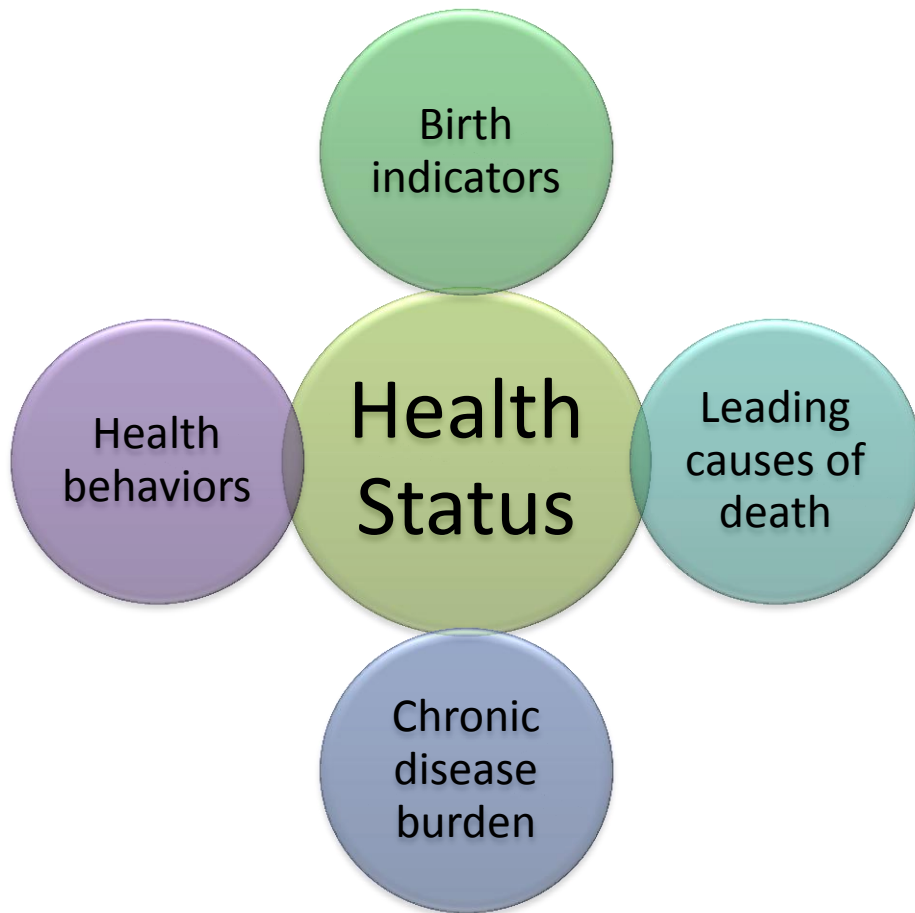 Birth
indicators
Health
behaviors
Health
Status
Leading
causes of
death
Chronic
disease
burden